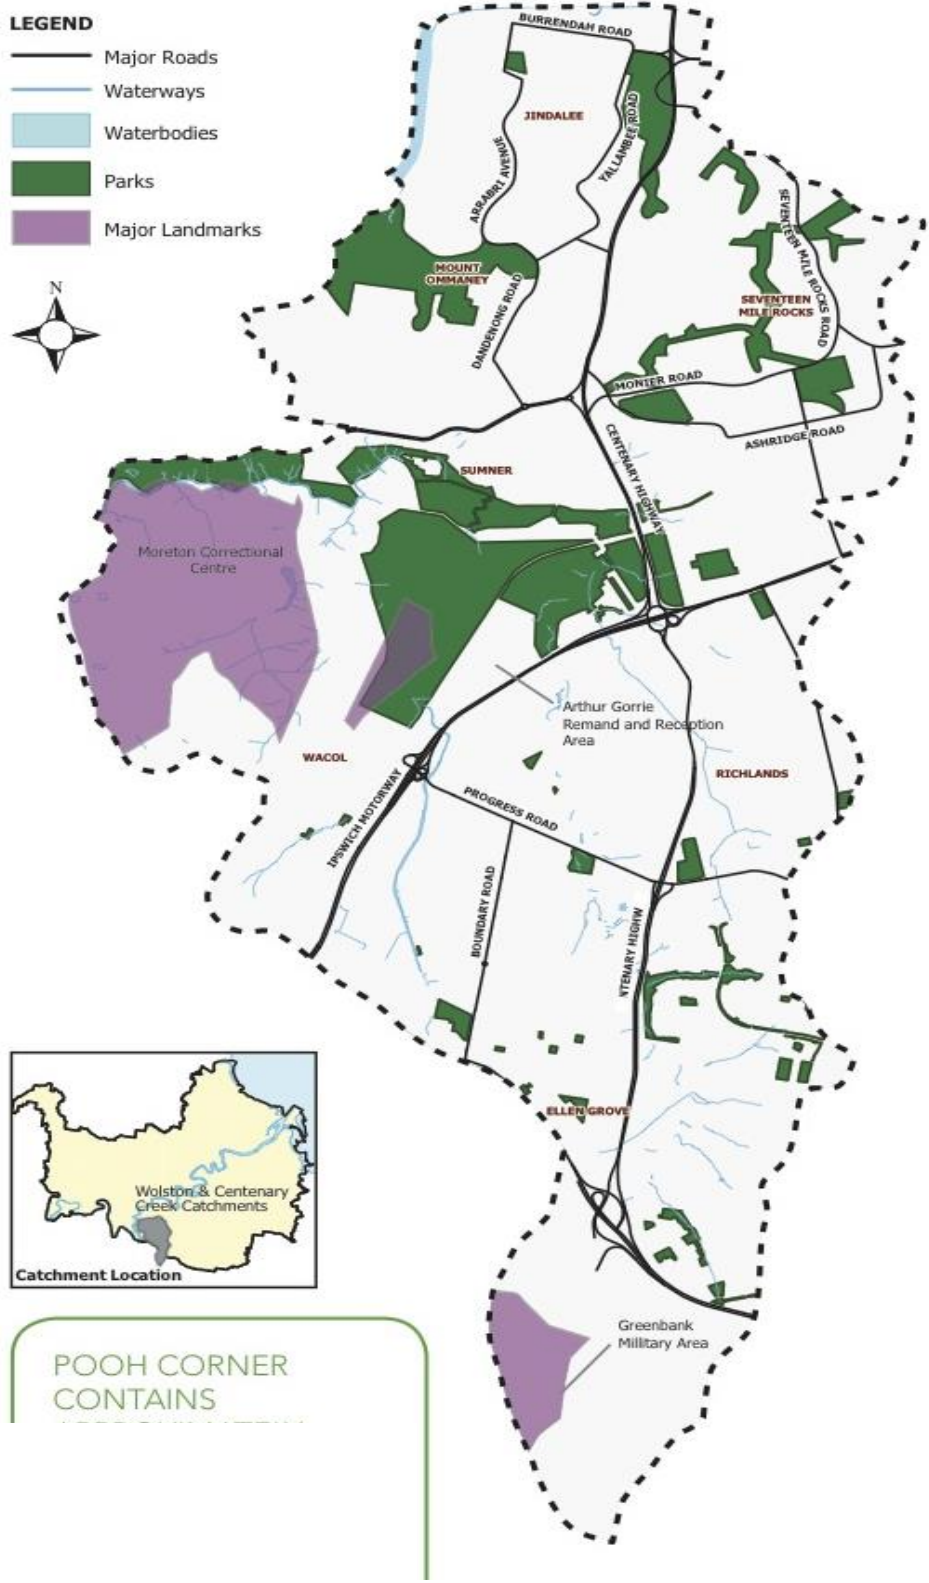 LEGEND
Major Roads
Waterways
Waterbodies
Parks
Major Landmarks
N
BURRENDAH ROAD
JINDALEE
YALLAMBEE ROAD
ARRABRI AVENUE
SEVENTEEN MILE ROCKS ROAD
MOUNT
OMMANEY
DANDENONG ROAD
SEVENTEEN
MILE ROCKS
MONIER ROAD
ASHRIDGE ROAD
CENTENARY HIGHWAY
SUMNER
Moreton Correctional
Centre
Arthur Gorrie
Remand and Reception
Area
WACOL
RICHLANDS
IPSWICH MOTORWAY
PROGRESS ROAD
BOUNDARY ROAD
NTENARY HIGHW
ELLEN GROVE
Wolston & Centenary
Creek Catchments
Catchment Location
Greenbank
Millitary Area
POOH CORNER
CONTAINS